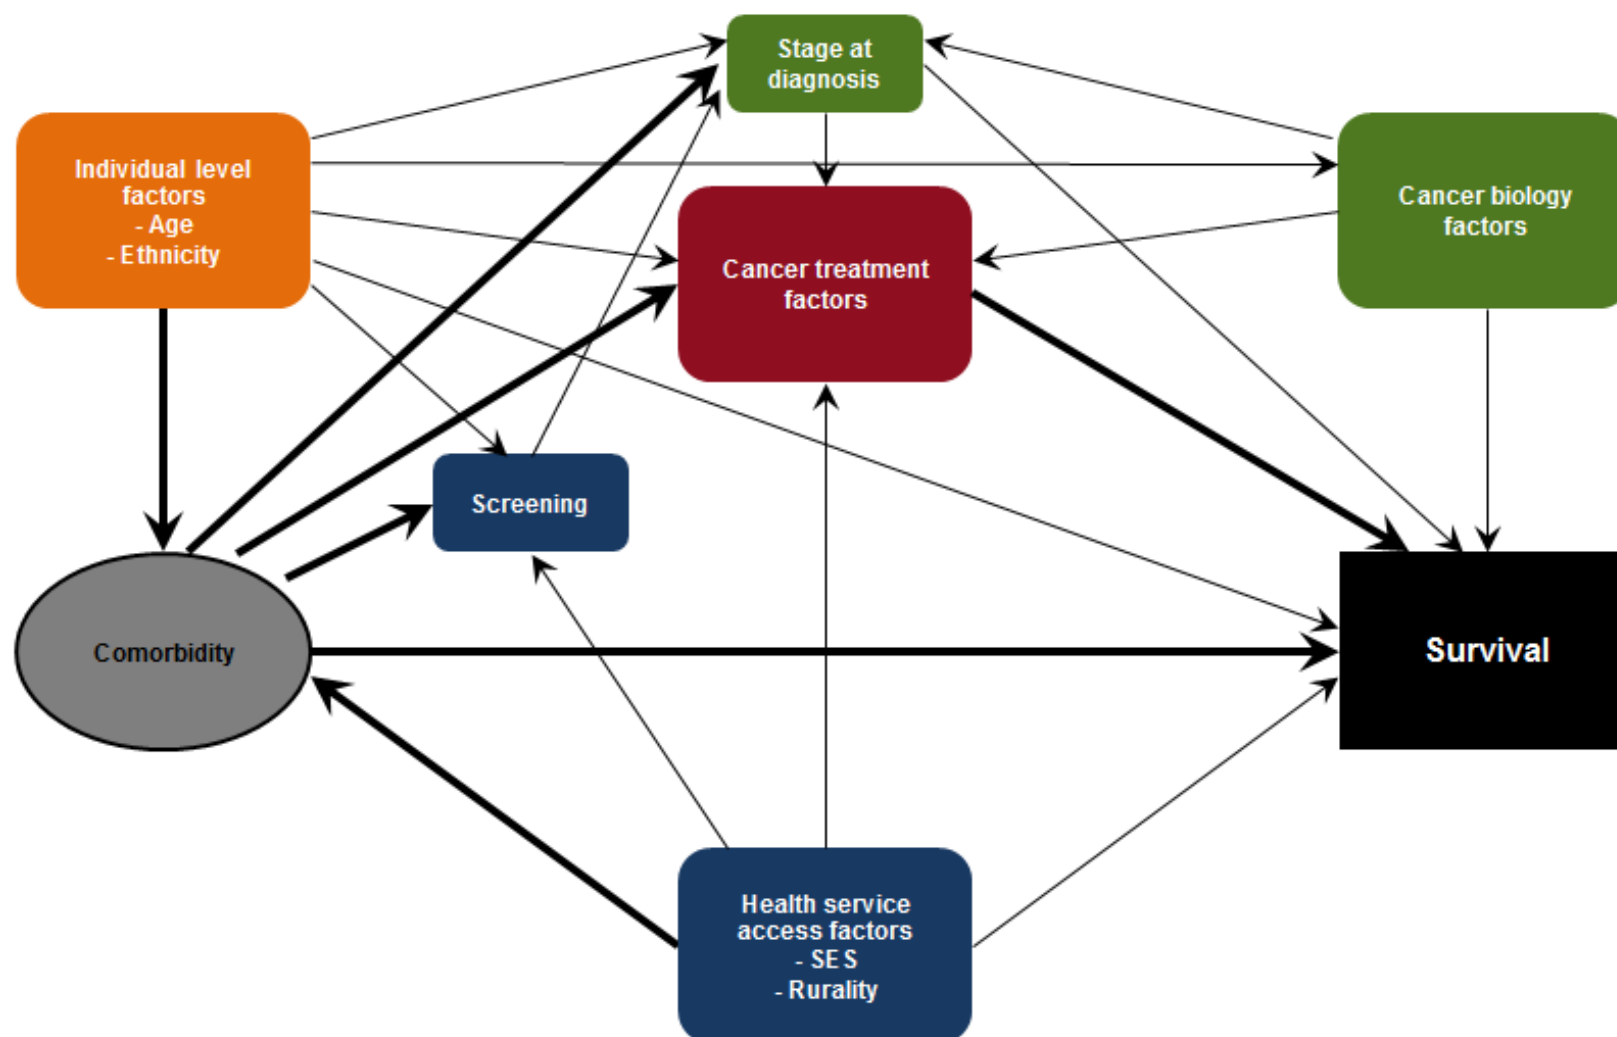 Stage at
diagnosis
Individual level
factors
- Age
- Ethnicity
Cancer biology
factors
Cancer treatment
factors
Screening
Comorbidity
Survival
Health service
access factors
- SES
- Rurality